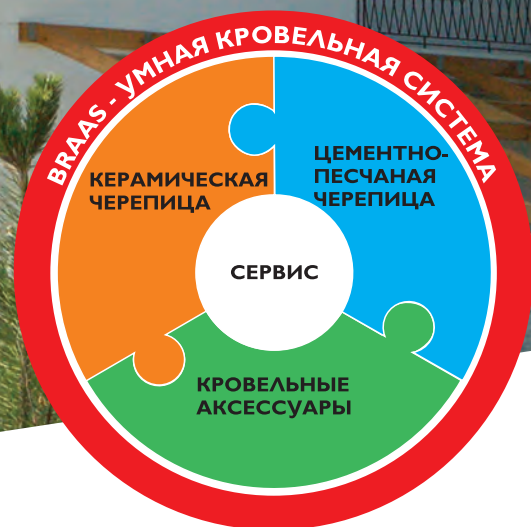 BRAAS - УМНАЯ КРОВЕЛЬНАЯ СИСТЕМА
КЕРАМИЧЕСКАЯ
ЧЕРЕПИЦА
ЦЕМЕНТНО-
ПЕСЧАНАЯ
ЧЕРЕПИЦА
СЕРВИС
КРОВЕЛЬНЫЕ
АКСЕССУАРЫ